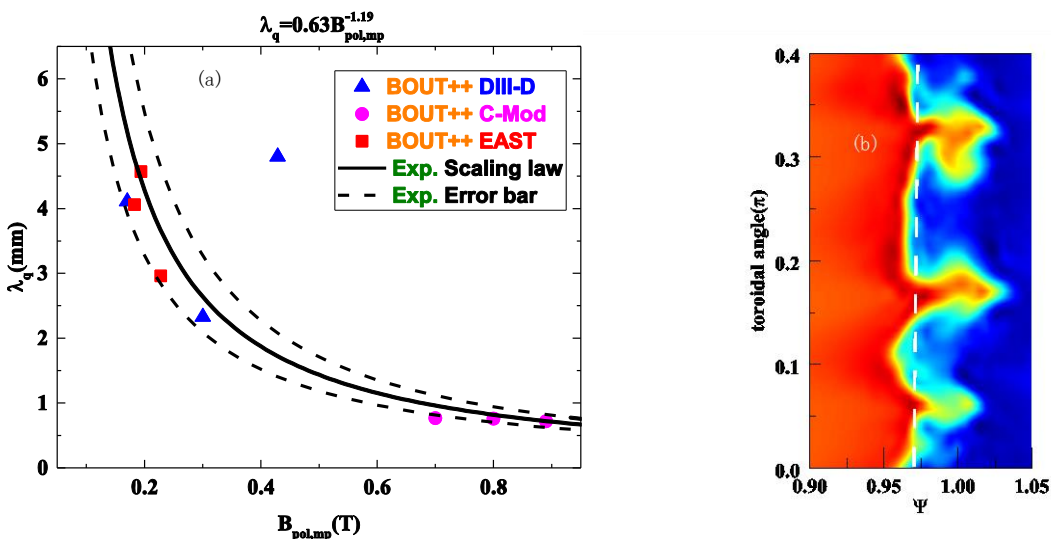 λq=0.63B-1.19pol,mp
(a)
BOUT++ DIII-D
BOUT++ C-Mod
BOUT++ EAST
Exp. Scaling law
Exp. Error bar
λq(mm)
6
5
4
3
2
1
0
0.2 0.4 0.6 0.8
Bpol,mp(T)
(b)
toroidal angle(π)
0.4
0.3
0.2
0.1
0.0
0.90 0.95 1.00 1.05
Ψ